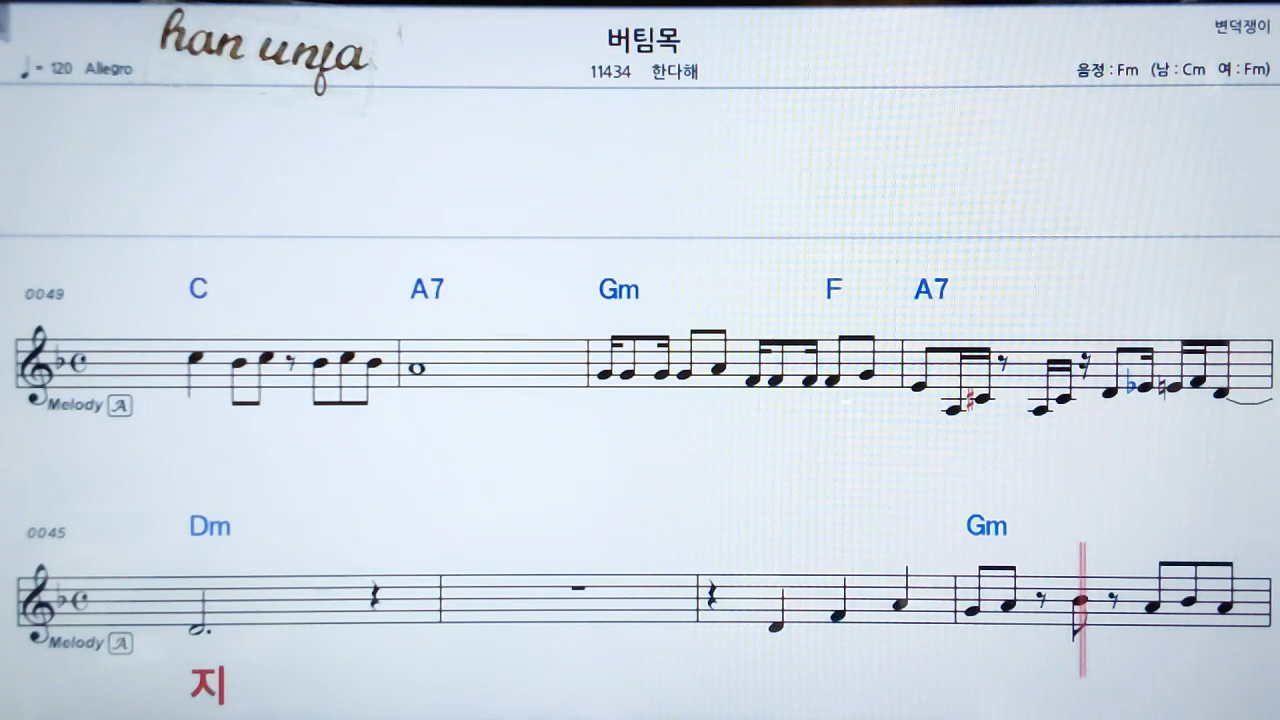 han unfa
버팀목
변덕쟁이
♩= 120 Allegro
11434 한다해
음정 : Fm (남 : Cm 여 : Fm)
0049 C A7 Gm F A7
Melody A
0045 Dm Gm
Melody A
지